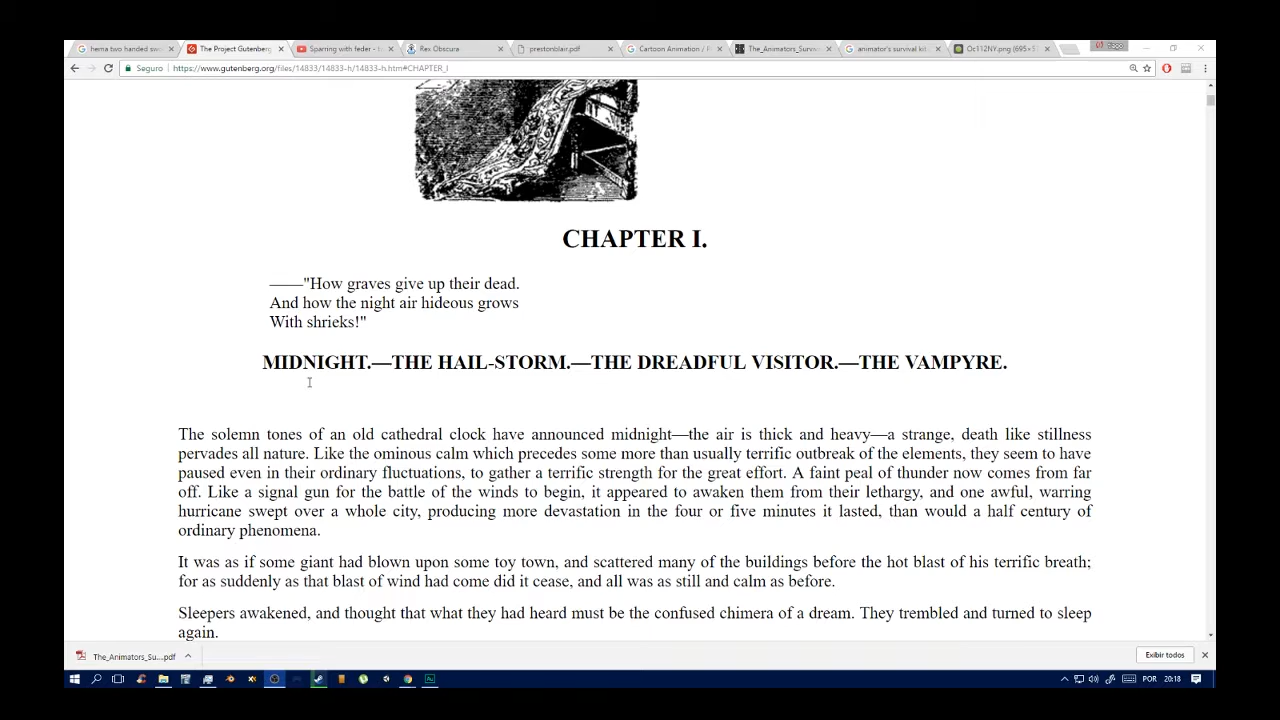 hema two handed swo
The Project Gutenberg
Sparring with feder - 
Rex Obscura
prestonblair.pdf
Cartoon Animation / P
The_Animators_Surviv
animator's survival kit
Oc112NY.png (695×5
Seguro
https://www.gutenberg.org/files/14833/14833-h/14833-h.htm#CHAPTER_I
CHAPTER I.
——"How graves give up their dead.
And how the night air hideous grows
With shrieks!"
MIDNIGHT.—THE HAIL-STORM.—THE DREADFUL VISITOR.—THE VAMPYRE.
The solemn tones of an old cathedral clock have announced midnight—the air is thick and heavy—a strange, death like stillness
pervades all nature. Like the ominous calm which precedes some more than usually terrific outbreak of the elements, they seem to have
paused even in their ordinary fluctuations, to gather a terrific strength for the great effort. A faint peal of thunder now comes from far
off. Like a signal gun for the battle of the winds to begin, it appeared to awaken them from their lethargy, and one awful, warring
hurricane swept over a whole city, producing more devastation in the four or five minutes it lasted, than would a half century of
ordinary phenomena.
It was as if some giant had blown upon some toy town, and scattered many of the buildings before the hot blast of his terrific breath;
for as suddenly as that blast of wind had come did it cease, and all was as still and calm as before.
Sleepers awakened, and thought that what they had heard must be the confused chimera of a dream. They trembled and turned to sleep
again.
The_Animators_Su....pdf
Exibir todos
POR
20:18